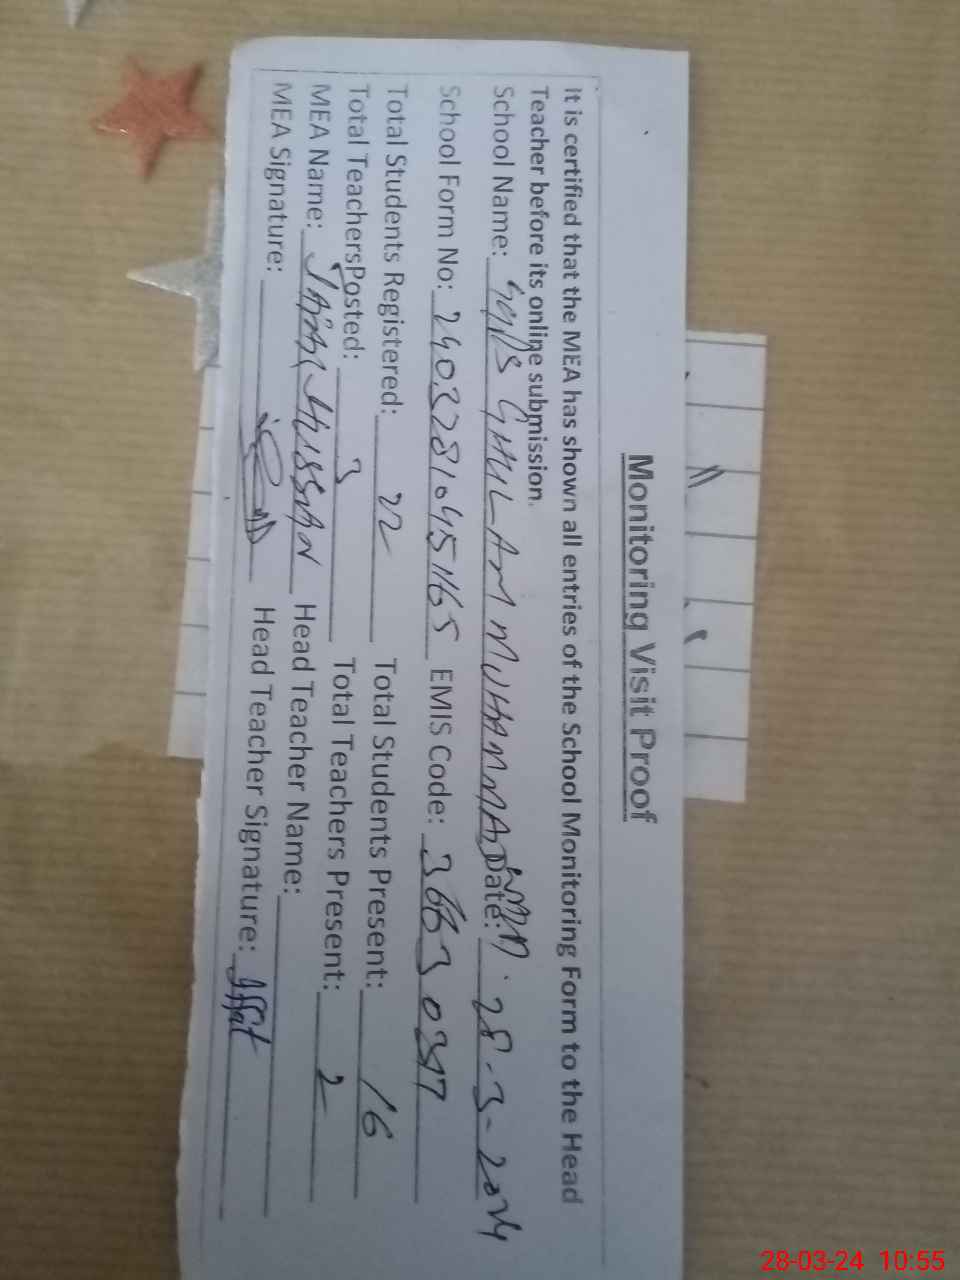 Monitoring Visit Proof
It is certified that the MEA has shown all entries of the School Monitoring Form to the Head
Teacher before its online submission.
School Name: GHULAM MUHAMMAD Date: 28-3-2024
School Form No: EMIS Code:
Total Students Registered: 22 Total Students Present: 16
Total TeachersPosted: 3 Total Teachers Present: 2
MEA Name: Hussain Head Teacher Name:
MEA Signature: Head Teacher Signature: Iffat
28-03-24 10:55